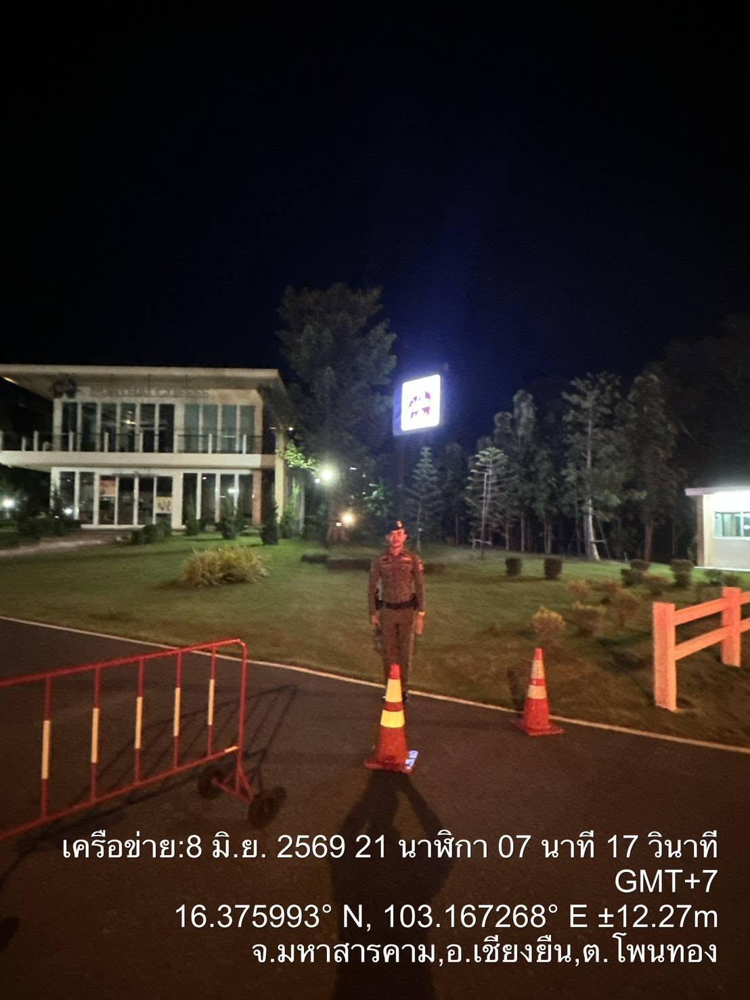 เครือข่าย:8 มิ.ย. 2569 21 นาฬิกา 07 นาที 17 วินาที
GMT+7
16.375993° N, 103.167268° E ±12.27m
จ.มหาสารคาม,อ.เชียงยืน,ต.โพนทอง